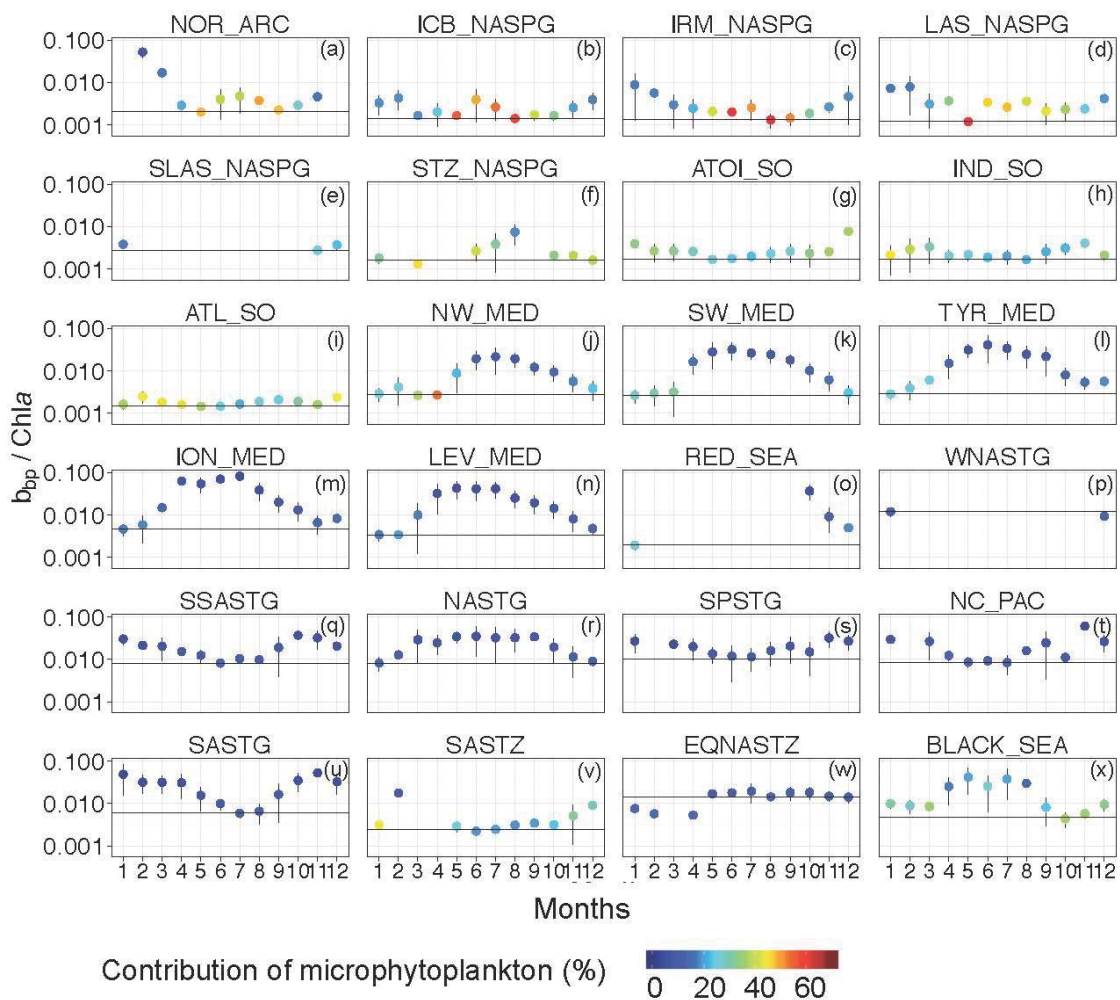 NOR_ARC ICB_NASPG IRM_NASPG LAS_NASPG
0.100 (a) (b) (c) (d)
0.010
0.001
SLAS_NASPG STZ_NASPG ATOI_SO IND_SO
0.100 (e) (f) (g) (h)
0.010
0.001
ATL_SO NW_MED SW_MED TYR_MED
0.100 (i) (j) (k) (l)
0.010
0.001
b_bp / Chla
ION_MED LEV_MED RED_SEA WNASTG
0.100 (m) (n) (o) (p)
0.010
0.001
SSASTG NASTG SPSTG NC_PAC
0.100 (q) (r) (s) (t)
0.010
0.001
SASTG SASTZ EQNASTZ BLACK_SEA
0.100 (u) (v) (w) (x)
0.010
0.001
1 2 3 4 5 6 7 8 9 10 11 12 1 2 3 4 5 6 7 8 9 10 11 12 1 2 3 4 5 6 7 8 9 10 11 12 1 2 3 4 5 6 7 8 9 10 11 12
Months
Contribution of microphytoplankton (%)
0 20 40 60